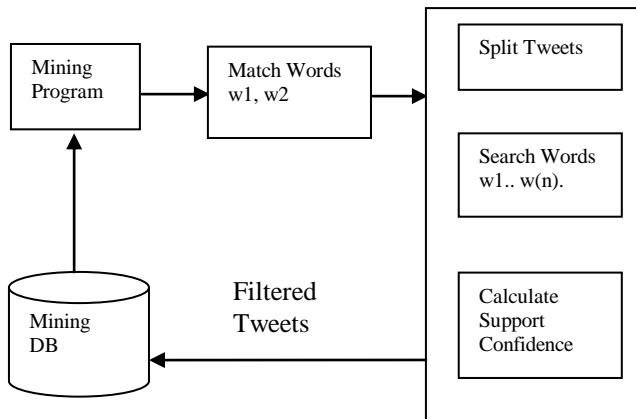 Mining
Program
Match Words
w1, w2
Split Tweets
Search Words
w1.. w(n).
Calculate
Support
Confidence
Filtered
Tweets
Mining
DB